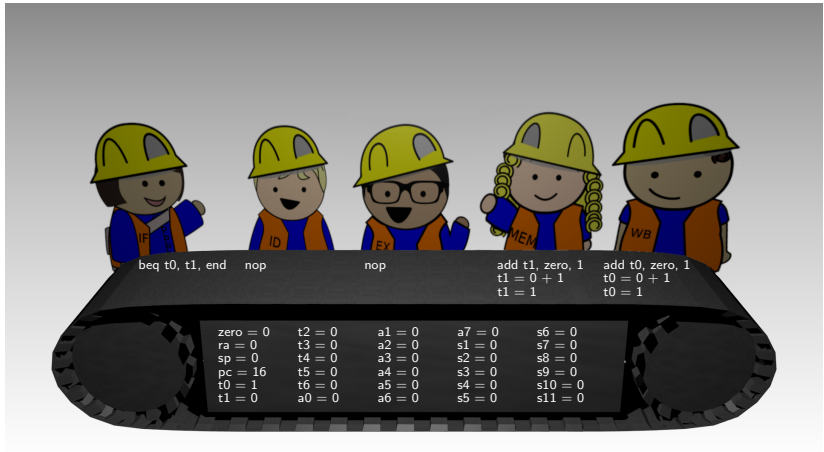 IF
ID
EX
MEM
WB
beq t0, t1, end nop nop add t1, zero, 1 add t0, zero, 1
t1 = 0 + 1 t0 = 0 + 1
t1 = 1 t0 = 1
zero = 0 t2 = 0 a1 = 0 a7 = 0 s6 = 0
ra = 0 t3 = 0 a2 = 0 s1 = 0 s7 = 0
sp = 0 t4 = 0 a3 = 0 s2 = 0 s8 = 0
pc = 16 t5 = 0 a4 = 0 s3 = 0 s9 = 0
t0 = 1 t6 = 0 a5 = 0 s4 = 0 s10 = 0
t1 = 0 a0 = 0 a6 = 0 s5 = 0 s11 = 0